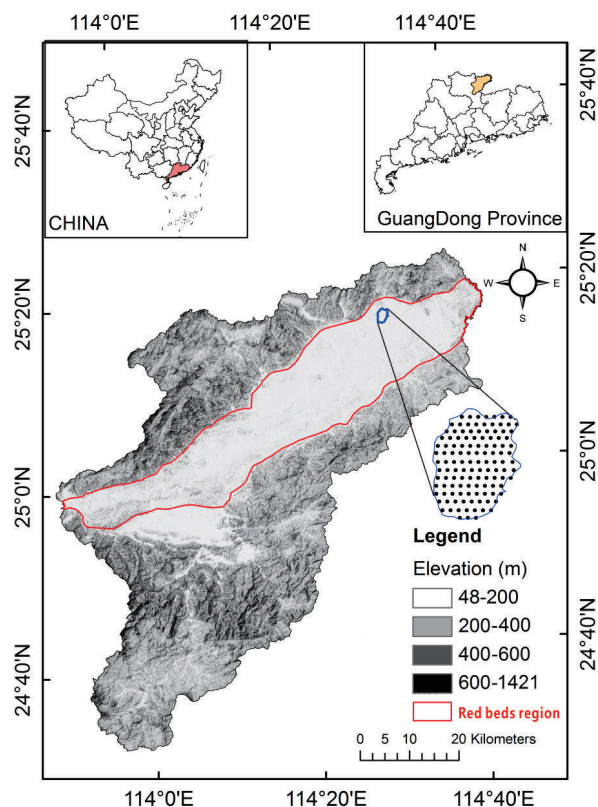 114°0'E
114°20'E
114°40'E
25°40'N
25°40'N
CHINA
GuangDong Province
25°20'N
25°20'N
N
W
E
S
25°0'N
25°0'N
Legend
Elevation (m)
48-200
200-400
400-600
600-1421
Red beds region
24°40'N
24°40'N
0 5 10 20 Kilometers
114°0'E
114°20'E
114°40'E